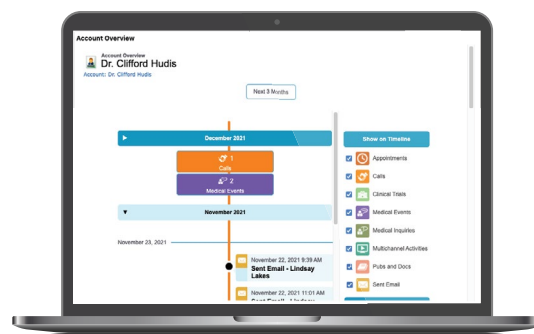 Account Overview
Account Overview
Dr. Clifford Hudis
Account: Dr. Clifford Hudis
Next 3 Months
December 2021
Show on Timeline
1
Calls
2
Medical Events
November 2021
Appointments
Calls
Clinical Trials
Medical Events
Medical Inquiries
Multichannel Activities
Pubs and Docs
Sent Email
November 23, 2021
November 22, 2021 9:39 AM
Sent Email - Lindsay
Lakes
November 22, 2021 11:01 AM